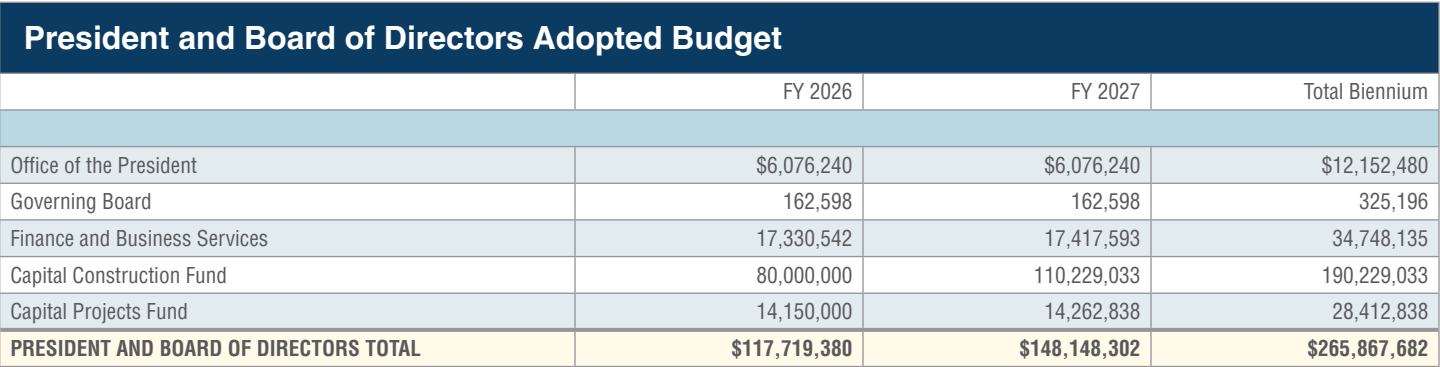 President and Board of Directors Adopted Budget
FY 2026 FY 2027 Total Biennium
Office of the President $6,076,240 $6,076,240 $12,152,480
Governing Board 162,598 162,598 325,196
Finance and Business Services 17,330,542 17,417,593 34,748,135
Capital Construction Fund 80,000,000 110,229,033 190,229,033
Capital Projects Fund 14,150,000 14,262,838 28,412,838
PRESIDENT AND BOARD OF DIRECTORS TOTAL $117,719,380 $148,148,302 $265,867,682